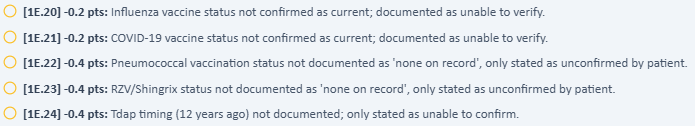 [1E.20] -0.2 pts: Influenza vaccine status not confirmed as current; documented as unable to verify.
[1E.21] -0.2 pts: COVID-19 vaccine status not confirmed as current; documented as unable to verify.
[1E.22] -0.4 pts: Pneumococcal vaccination status not documented as 'none on record', only stated as unconfirmed by patient.
[1E.23] -0.4 pts: RZV/Shingrix status not documented as 'none on record', only stated as unconfirmed by patient.
[1E.24] -0.4 pts: Tdap timing (12 years ago) not documented; only stated as unable to confirm.